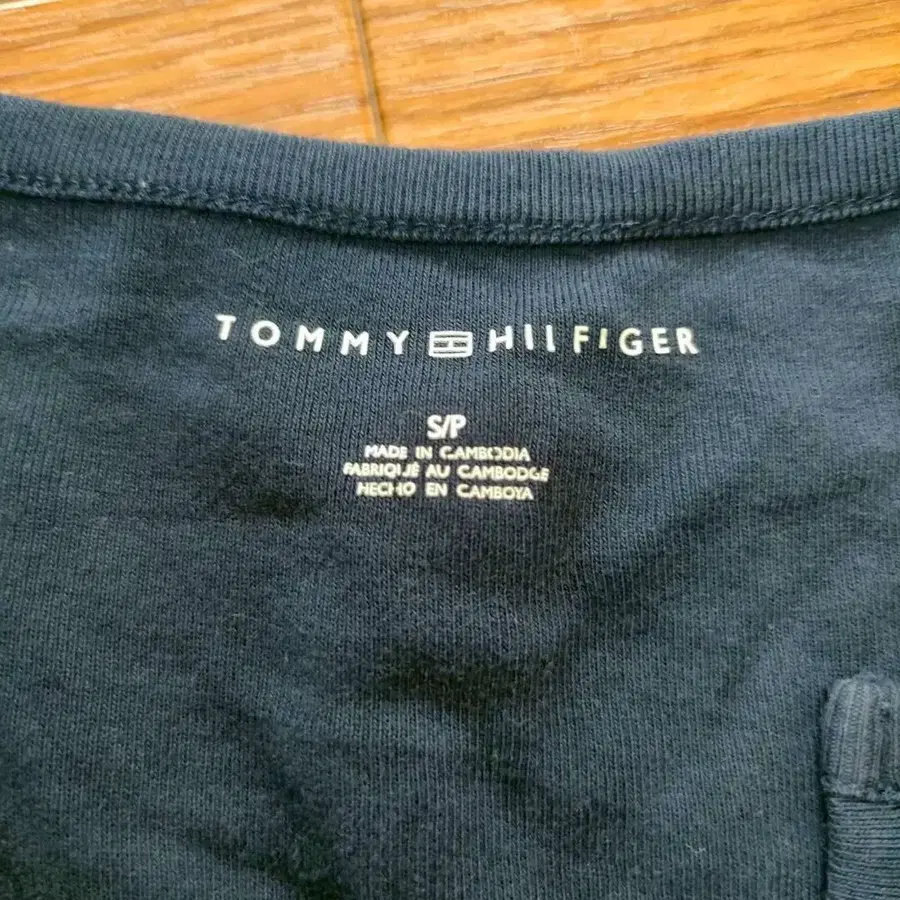 TOMMY HILFIGER
S/P
MADE IN CAMBODIA
FABRIQUÉ AU CAMBODGE
HECHO EN CAMBOYA